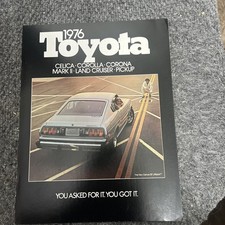 1976
Toyota
CELICA · COROLLA · CORONA
MARK II · LAND CRUISER · PICKUP
YOU ASKED FOR IT. YOU GOT IT.